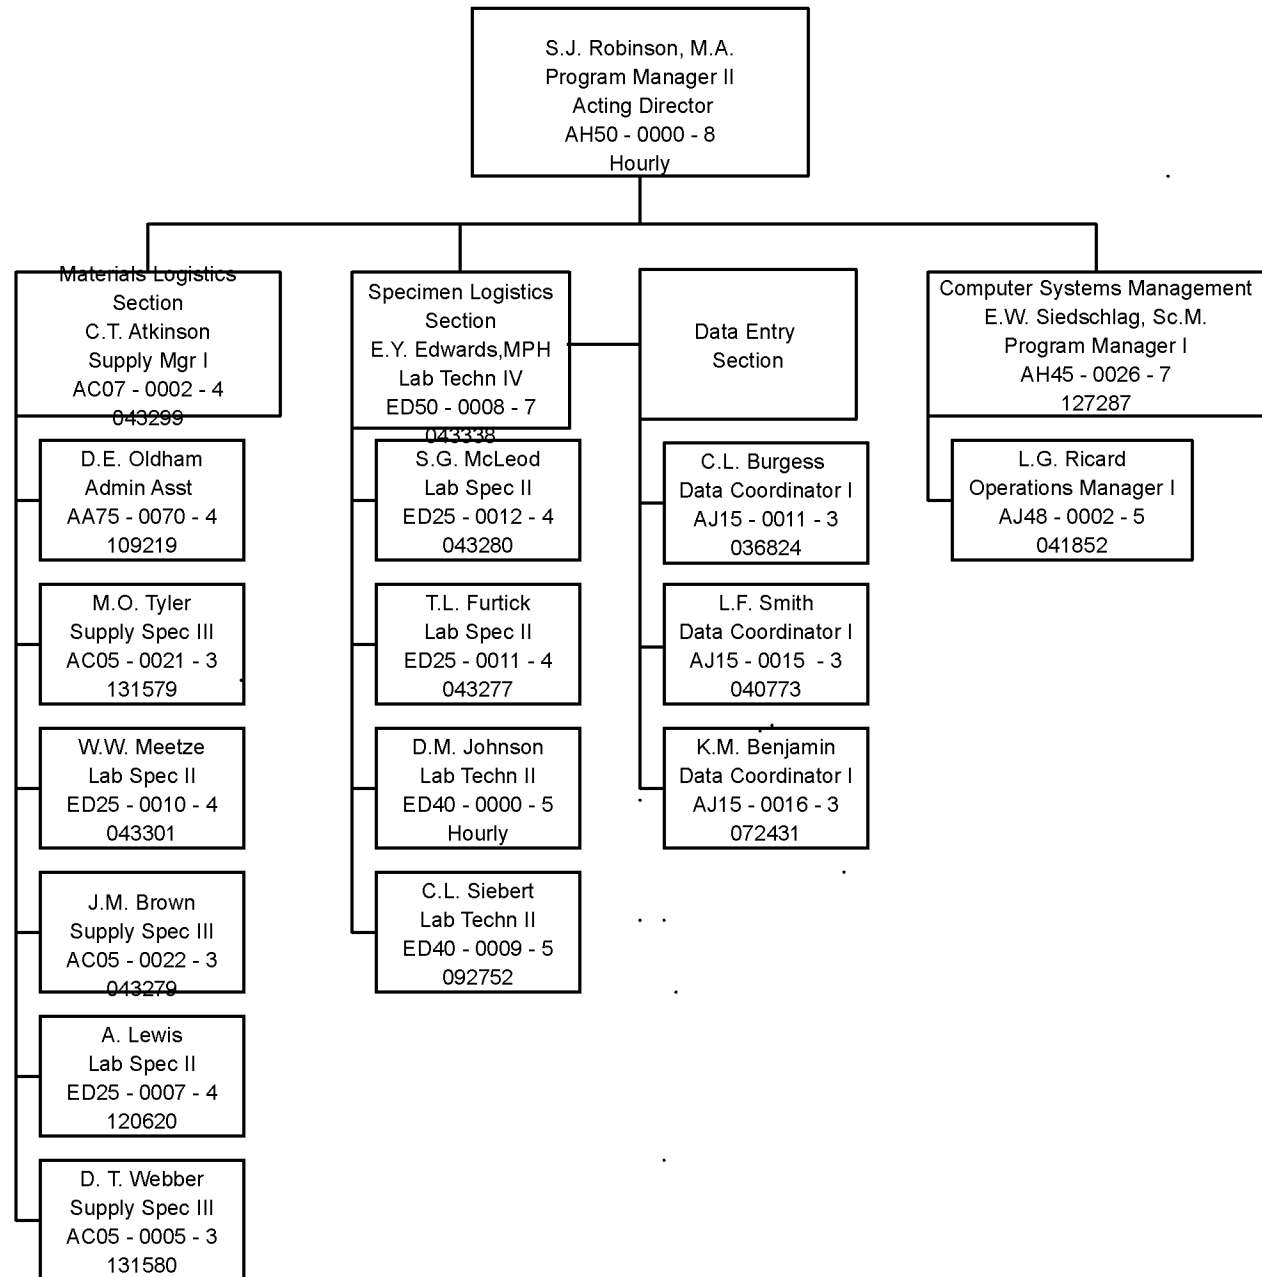 S.J. Robinson, M.A.
Program Manager II
Acting Director
AH50 - 0000 - 8
Hourly
Materials Logistics
Section
C.T. Atkinson
Supply Mgr I
AC07 - 0002 - 4
043299
D.E. Oldham
Admin Asst
AA75 - 0070 - 4
109219
M.O. Tyler
Supply Spec III
AC05 - 0021 - 3
131579
W.W. Meetze
Lab Spec II
ED25 - 0010 - 4
043301
J.M. Brown
Supply Spec III
AC05 - 0022 - 3
043279
A. Lewis
Lab Spec II
ED25 - 0007 - 4
120620
D. T. Webber
Supply Spec III
AC05 - 0005 - 3
131580
Specimen Logistics
Section
E.Y. Edwards,MPH
Lab Techn IV
ED50 - 0008 - 7
043338
S.G. McLeod
Lab Spec II
ED25 - 0012 - 4
043280
T.L. Furtick
Lab Spec II
ED25 - 0011 - 4
043277
D.M. Johnson
Lab Techn II
ED40 - 0000 - 5
Hourly
C.L. Siebert
Lab Techn II
ED40 - 0009 - 5
092752
Data Entry
Section
C.L. Burgess
Data Coordinator I
AJ15 - 0011 - 3
036824
L.F. Smith
Data Coordinator I
AJ15 - 0015  - 3
040773
K.M. Benjamin
Data Coordinator I
AJ15 - 0016 - 3
072431
Computer Systems Management
E.W. Siedschlag, Sc.M.
Program Manager I
AH45 - 0026 - 7
127287
L.G. Ricard
Operations Manager I
AJ48 - 0002 - 5
041852